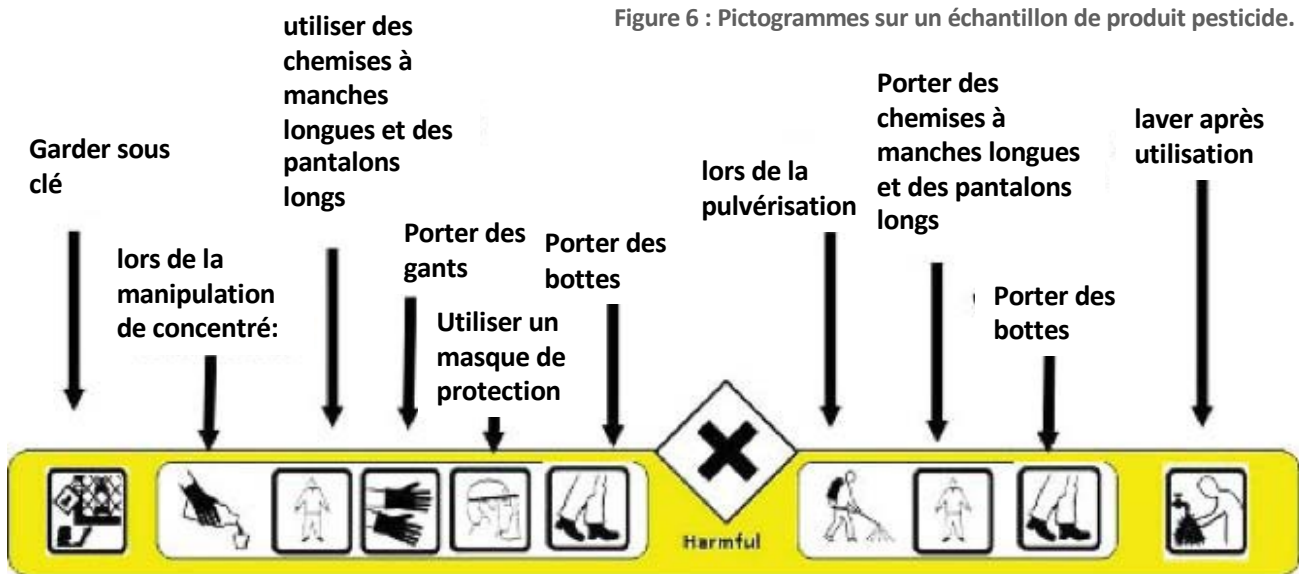 Figure 6 : Pictogrammes sur un échantillon de produit pesticide.
Garder sous
clé
lors de la
manipulation
de concentré:
utiliser des
chemises à
manches
longues et des
pantalons
longs
Porter des
gants
Utiliser un
masque de
protection
Porter des
bottes
lors de la
pulvérisation
Porter des
chemises à
manches longues
et des pantalons
longs
Porter des
bottes
laver après
utilisation
Harmful